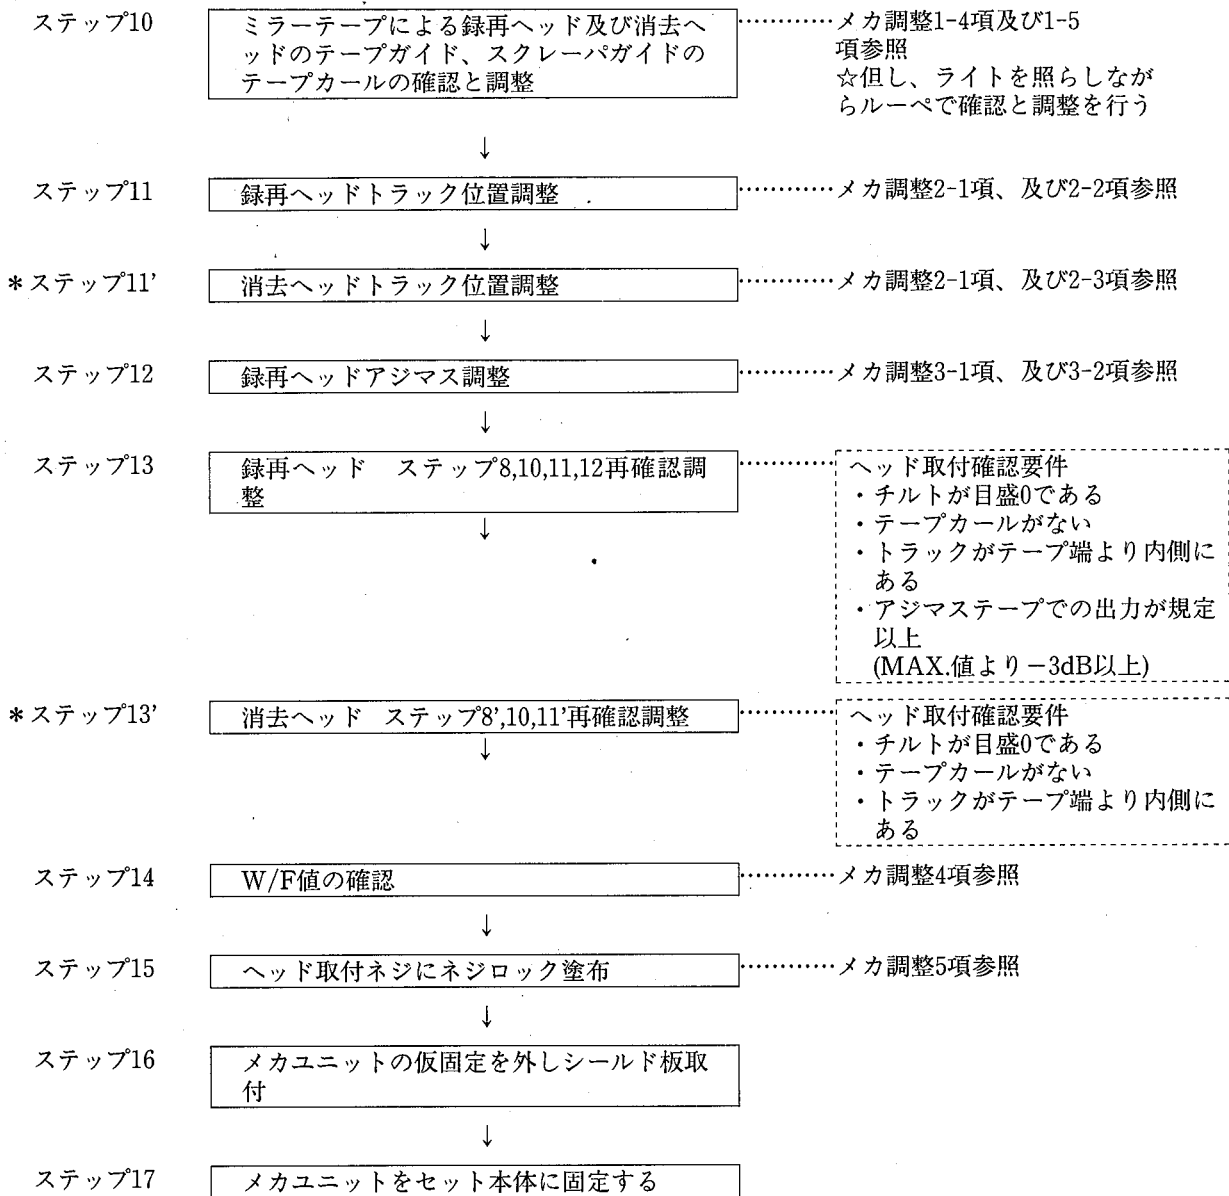 ステップ10
ミラーテープによる録再ヘッド及び消去ヘ
ッドのテープガイド、スクレーパガイドの
テープカールの確認と調整
…………メカ調整1-4項及び1-5
項参照
☆但し、ライトを照らしなが
らルーペで確認と調整を行う
↓
ステップ11
録再ヘッドトラック位置調整
…………メカ調整2-1項、及び2-2項参照
↓
*ステップ11'
消去ヘッドトラック位置調整
…………メカ調整2-1項、及び2-3項参照
↓
ステップ12
録再ヘッドアジマス調整
…………メカ調整3-1項、及び3-2項参照
↓
ステップ13
録再ヘッド ステップ8,10,11,12再確認調
整
…………
ヘッド取付確認要件
・チルトが目盛0である
・テープカールがない
・トラックがテープ端より内側に
ある
・アジマステープでの出力が規定
以上
(MAX.値より−3dB以上)
↓
*ステップ13'
消去ヘッド ステップ8',10,11'再確認調整
…………
ヘッド取付確認要件
・チルトが目盛0である
・テープカールがない
・トラックがテープ端より内側に
ある
↓
ステップ14
W/F値の確認
…………メカ調整4項参照
↓
ステップ15
ヘッド取付ネジにネジロック塗布
…………メカ調整5項参照
↓
ステップ16
メカユニットの仮固定を外しシールド板取
付
↓
ステップ17
メカユニットをセット本体に固定する